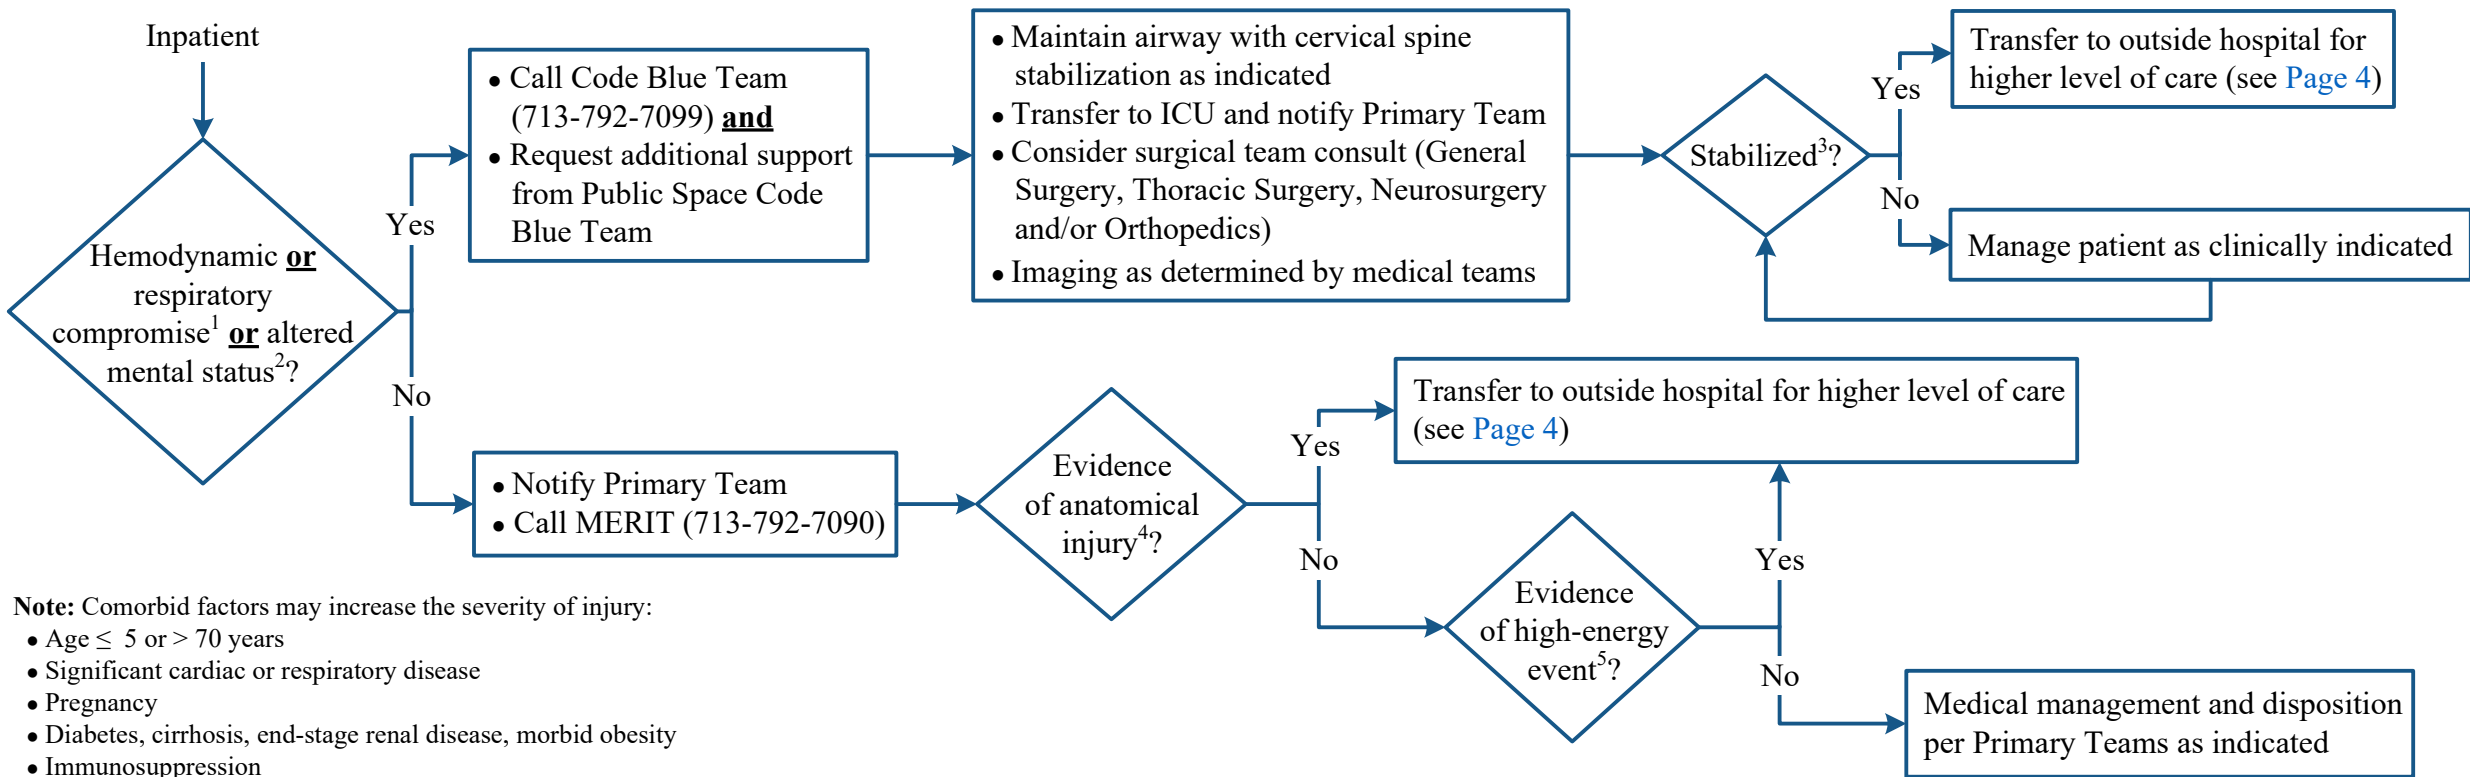 Inpatient
Hemodynamic or
respiratory
compromise1 or altered
mental status2?
Yes
No
• Call Code Blue Team
(713-792-7099) and
• Request additional support
from Public Space Code
Blue Team
• Maintain airway with cervical spine
stabilization as indicated
• Transfer to ICU and notify Primary Team
• Consider surgical team consult (General
Surgery, Thoracic Surgery, Neurosurgery
and/or Orthopedics)
• Imaging as determined by medical teams
Stabilized3?
Yes
No
Transfer to outside hospital for
higher level of care (see Page 4)
Manage patient as clinically indicated
• Notify Primary Team
• Call MERIT (713-792-7090)
Evidence
of anatomical
injury4?
Yes
No
Transfer to outside hospital for higher level of care
(see Page 4)
Evidence
of high-energy
event5?
Yes
No
Medical management and disposition
per Primary Teams as indicated
Note: Comorbid factors may increase the severity of injury:
• Age ≤ 5 or > 70 years
• Significant cardiac or respiratory disease
• Pregnancy
• Diabetes, cirrhosis, end-stage renal disease, morbid obesity
• Immunosuppression